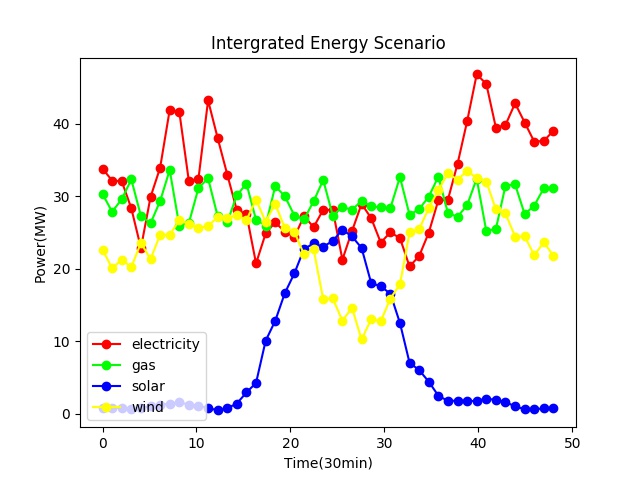 Intergrated Energy Scenario
Power(MW)
40
30
20
10
0
electricity
gas
solar
wind
0 10 20 30 40 50
Time(30min)